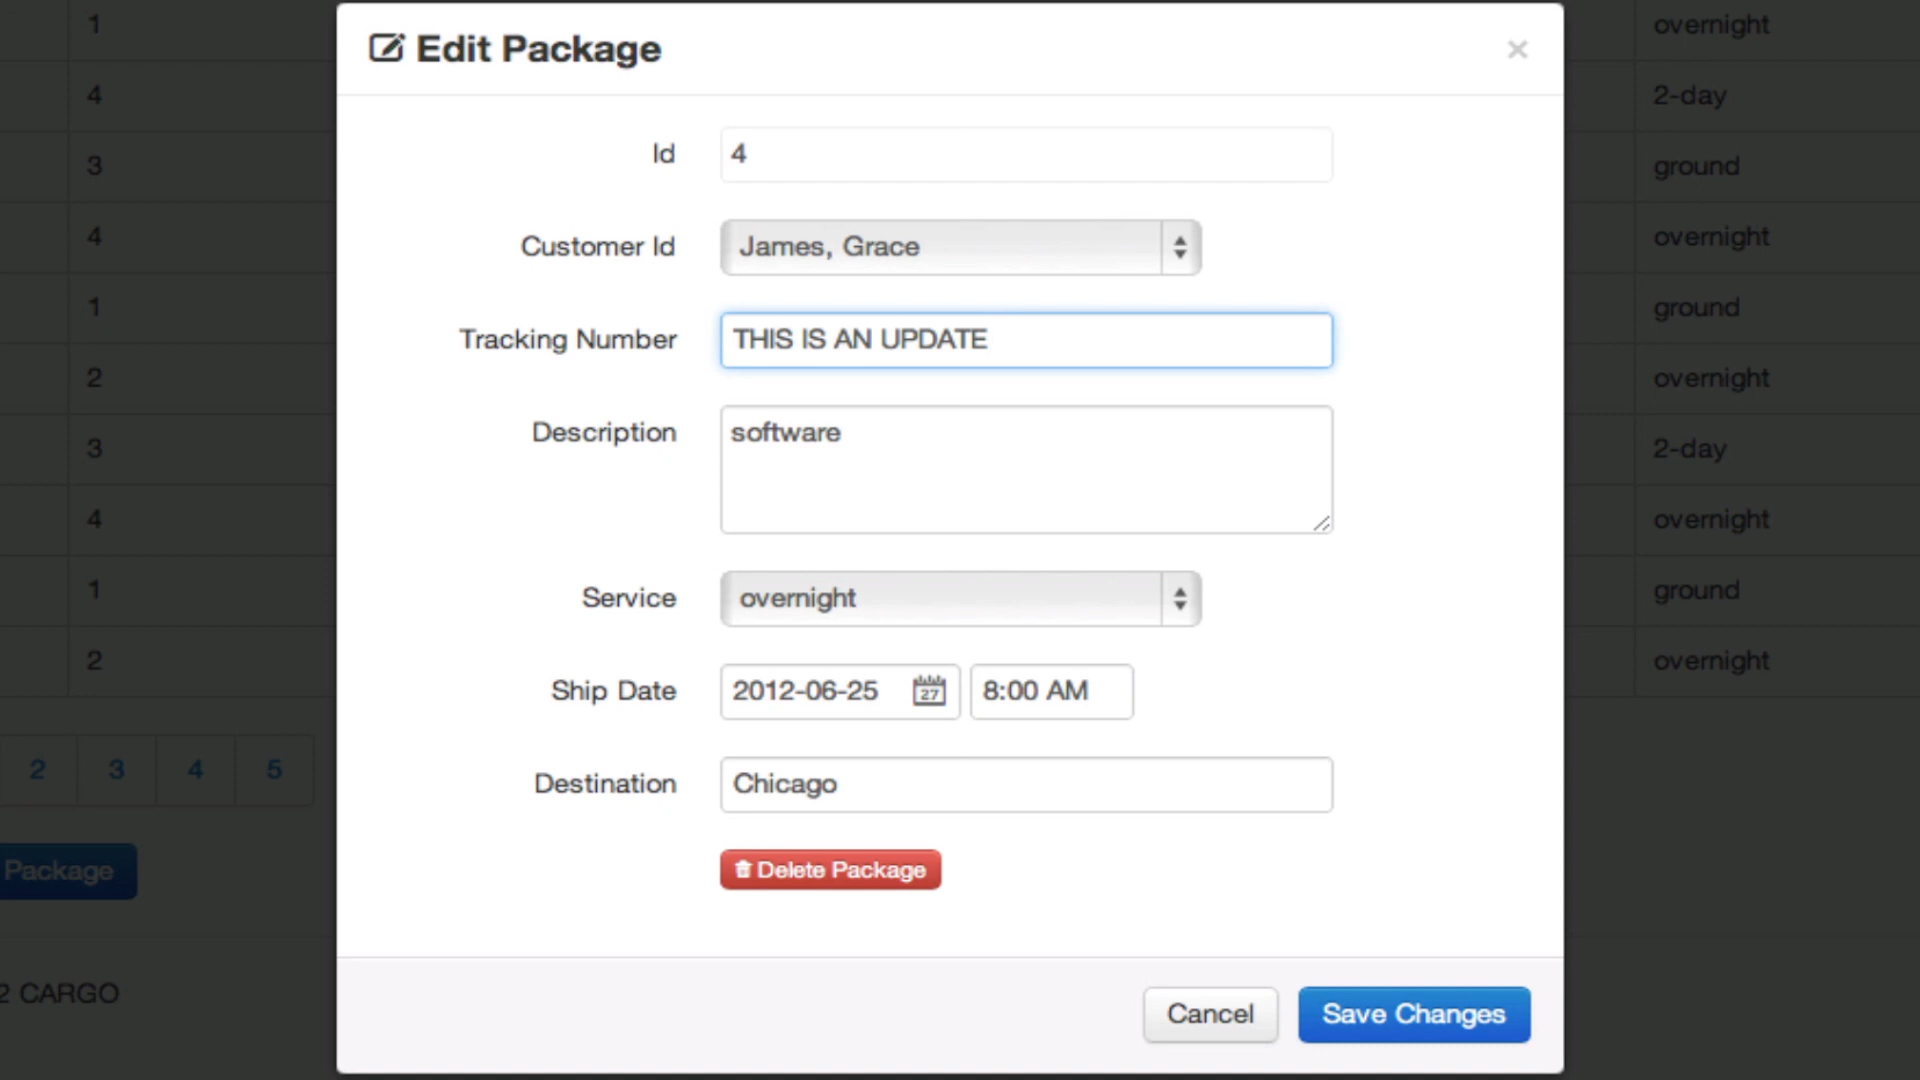 Edit Package
×
Id 4
Customer Id James, Grace
Tracking Number THIS IS AN UPDATE
Description software
Service overnight
Ship Date 2012-06-25 27 8:00 AM
Destination Chicago
Delete Package
Cancel Save Changes
1 overnight
4 2-day
3 ground
4 overnight
1 ground
2 overnight
3 2-day
4 overnight
1 ground
2 overnight
2 3 4 5
Package
2 CARGO